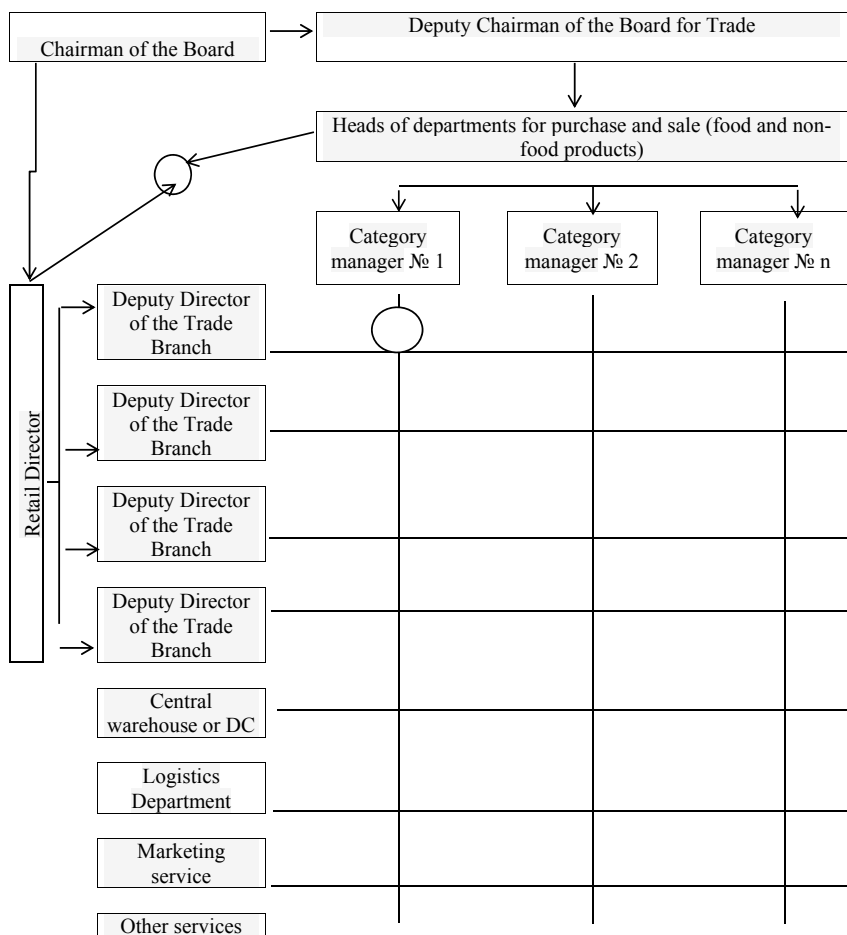 Chairman of the Board
Deputy Chairman of the Board for Trade
Heads of departments for purchase and sale (food and non-
food products)
Category
manager № 1
Category
manager № 2
Category
manager № n
Retail Director
Deputy Director
of the Trade
Branch
Deputy Director
of the Trade
Branch
Deputy Director
of the Trade
Branch
Deputy Director
of the Trade
Branch
Central
warehouse or DC
Logistics
Department
Marketing
service
Other services